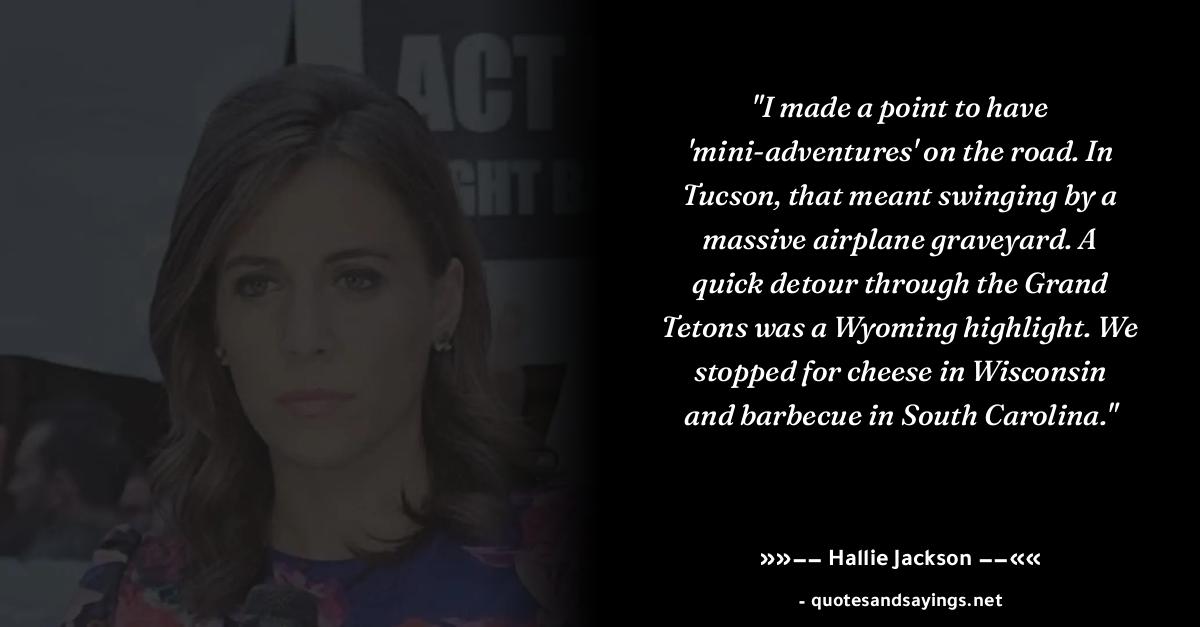 ACT
GHT B
"I made a point to have
'mini-adventures' on the road. In
Tucson, that meant swinging by a
massive airplane graveyard. A
quick detour through the Grand
Tetons was a Wyoming highlight. We
stopped for cheese in Wisconsin
and barbecue in South Carolina."
»»−− Hallie Jackson −−««
- quotesandsayings.net